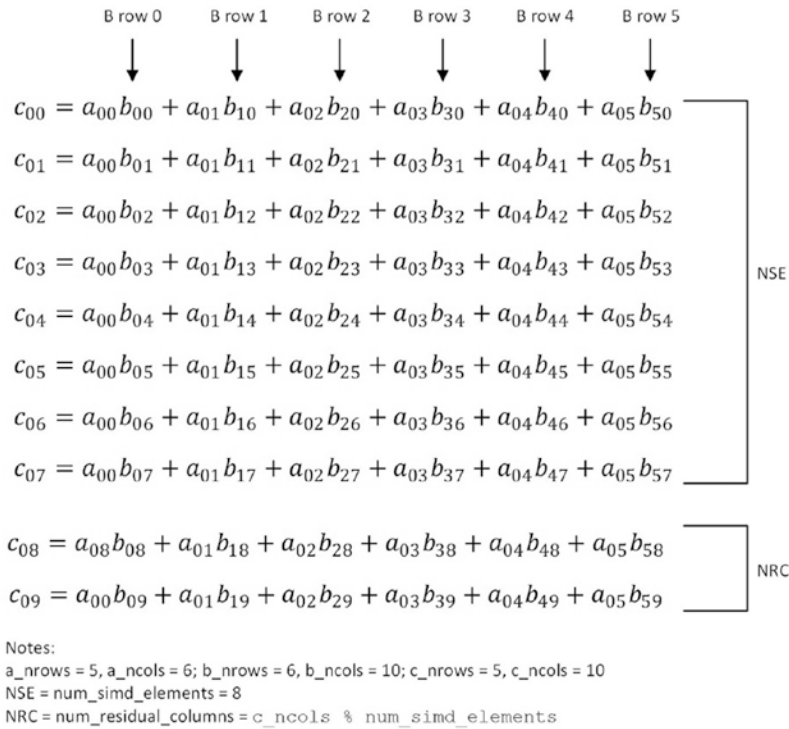 B row 0 B row 1 B row 2 B row 3 B row 4 B row 5
c₀₀ = a₀₀b₀₀ + a₀₁b₁₀ + a₀₂b₂₀ + a₀₃b₃₀ + a₀₄b₄₀ + a₀₅b₅₀
c₀₁ = a₀₀b₀₁ + a₀₁b₁₁ + a₀₂b₂₁ + a₀₃b₃₁ + a₀₄b₄₁ + a₀₅b₅₁
c₀₂ = a₀₀b₀₂ + a₀₁b₁₂ + a₀₂b₂₂ + a₀₃b₃₂ + a₀₄b₄₂ + a₀₅b₅₂
c₀₃ = a₀₀b₀₃ + a₀₁b₁₃ + a₀₂b₂₃ + a₀₃b₃₃ + a₀₄b₄₃ + a₀₅b₅₃
NSE
c₀₄ = a₀₀b₀₄ + a₀₁b₁₄ + a₀₂b₂₄ + a₀₃b₃₄ + a₀₄b₄₄ + a₀₅b₅₄
c₀₅ = a₀₀b₀₅ + a₀₁b₁₅ + a₀₂b₂₅ + a₀₃b₃₅ + a₀₄b₄₅ + a₀₅b₅₅
c₀₆ = a₀₀b₀₆ + a₀₁b₁₆ + a₀₂b₂₆ + a₀₃b₃₆ + a₀₄b₄₆ + a₀₅b₅₆
c₀₇ = a₀₀b₀₇ + a₀₁b₁₇ + a₀₂b₂₇ + a₀₃b₃₇ + a₀₄b₄₇ + a₀₅b₅₇
c₀₈ = a₀₈b₀₈ + a₀₁b₁₈ + a₀₂b₂₈ + a₀₃b₃₈ + a₀₄b₄₈ + a₀₅b₅₈
NRC
c₀₉ = a₀₀b₀₉ + a₀₁b₁₉ + a₀₂b₂₉ + a₀₃b₃₉ + a₀₄b₄₉ + a₀₅b₅₉
Notes:
a_nrows = 5, a_ncols = 6; b_nrows = 6, b_ncols = 10; c_nrows = 5, c_ncols = 10
NSE = num_simd_elements = 8
NRC = num_residual_columns = c_ncols % num_simd_elements